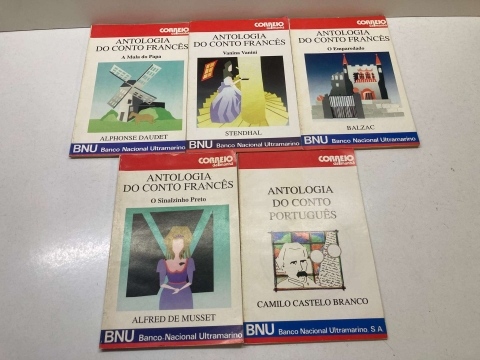 CORREIO
ANTOLOGIA
DO CONTO FRANCÊS
A Mula do Papa
ALPHONSE DAUDET
BNU Banco Nacional Ultramarino
CORREIO
ANTOLOGIA
DO CONTO FRANCÊS
Vanina Vanini
STENDHAL
BNU Banco Nacional Ultramarino
CORREIO
ANTOLOGIA
DO CONTO FRANCÊS
O Emparedado
BALZAC
BNU Banco Nacional Ultramarino
CORREIO
ANTOLOGIA
DO CONTO FRANCÊS
O Sinalzinho Preto
ALFRED DE MUSSET
BNU Banco Nacional Ultramarino
CORREIO
ANTOLOGIA
DO CONTO
PORTUGUÊS
CAMILO CASTELO BRANCO
BNU Banco Nacional Ultramarino, S.A